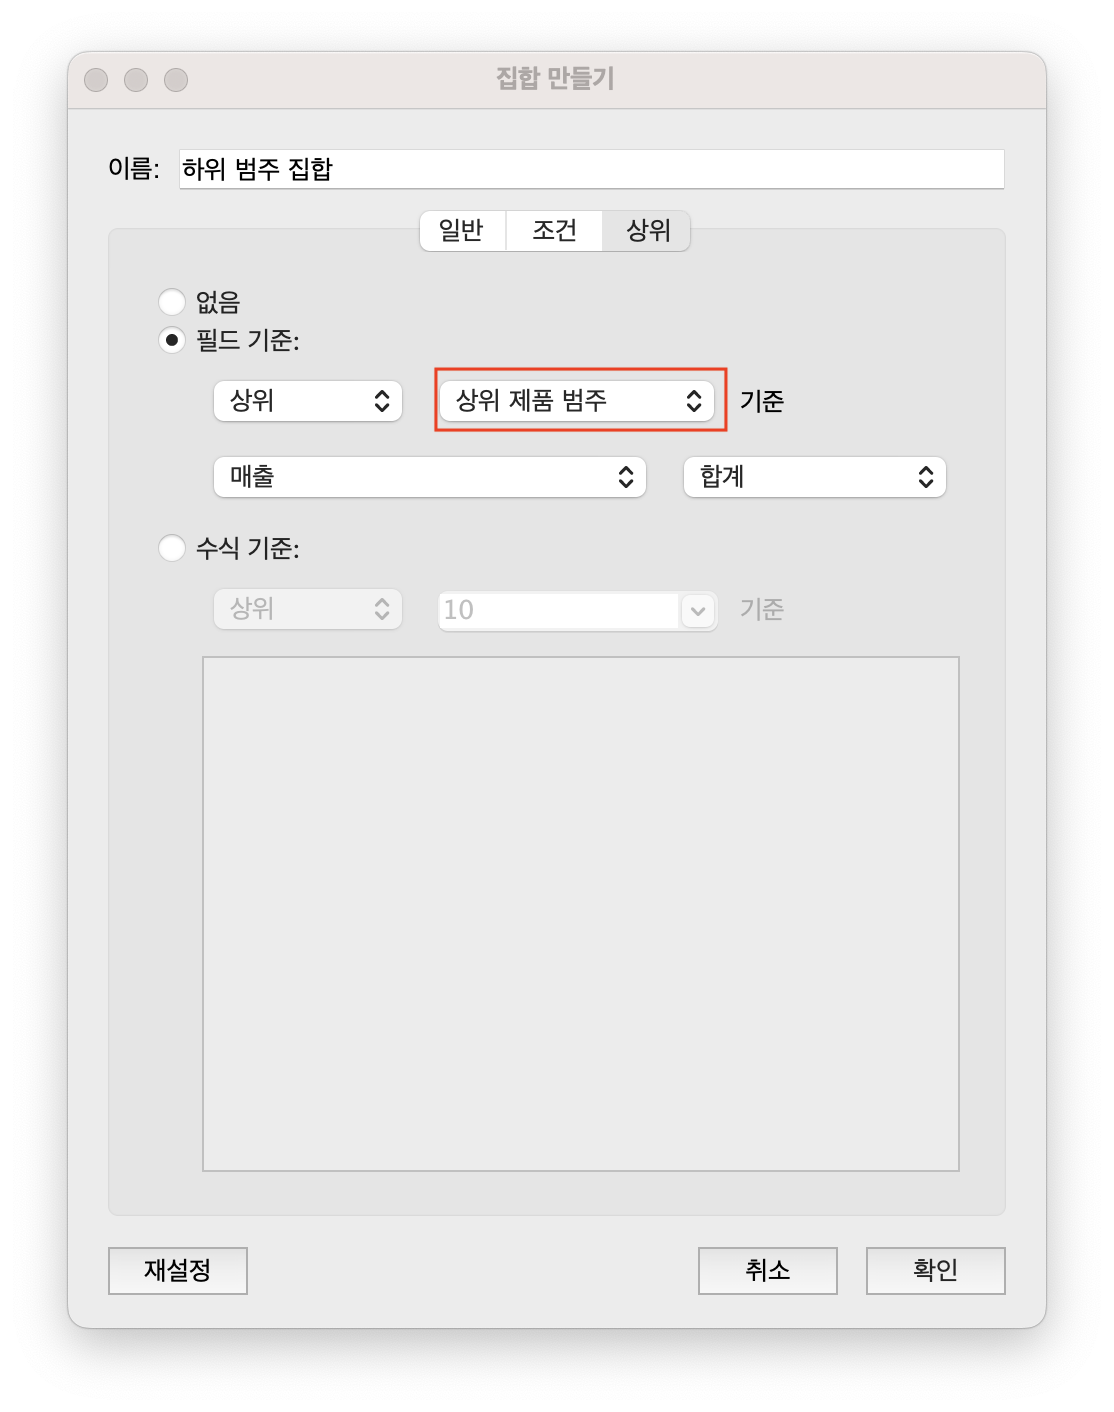 집합 만들기
이름: 하위 범주 집합
일반 조건 상위
없음
필드 기준:
상위 상위 제품 범주 기준
매출 합계
수식 기준:
상위 10 기준
재설정 취소 확인